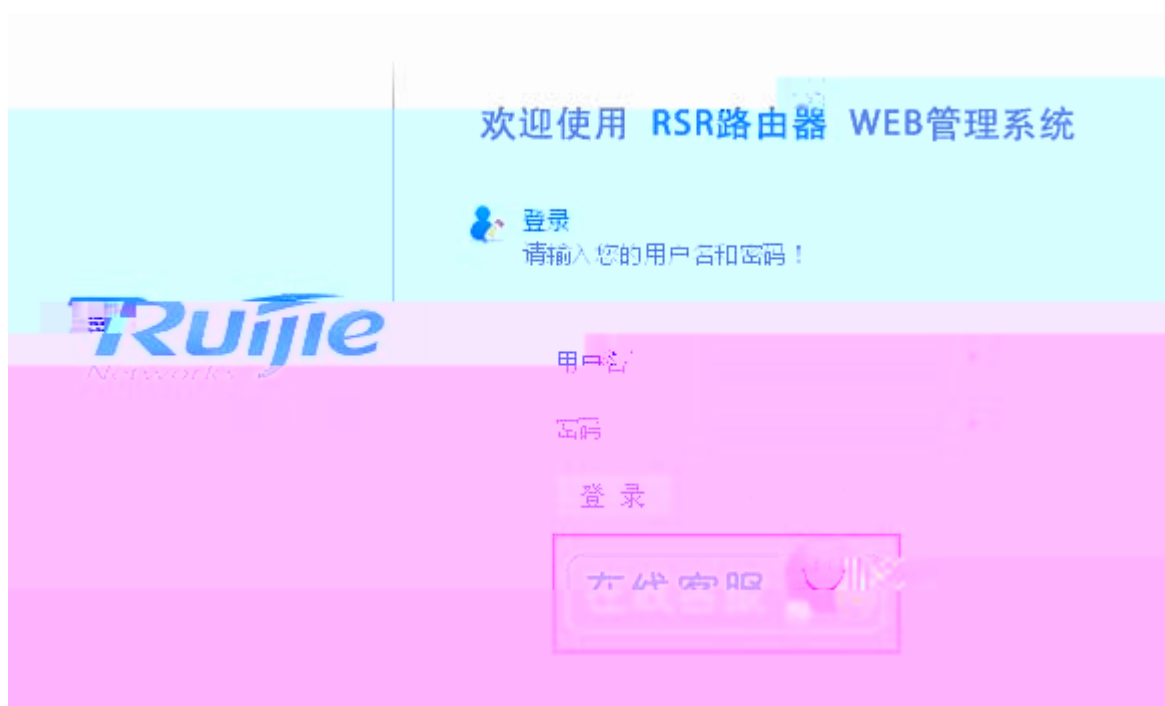 欢迎使用 RSR路由器 WEB管理系统
登录
请输入您的用户名和密码！
Ruijie
Networks
用户名
密码
登 录
在线客服